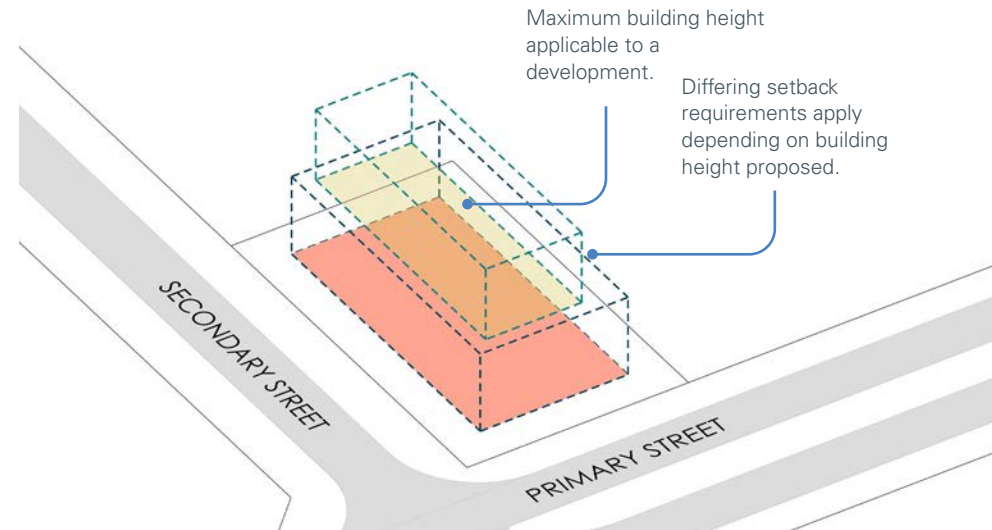 Maximum building height
applicable to a
development.
Differing setback
requirements apply
depending on building
height proposed.
SECONDARY STREET
PRIMARY STREET